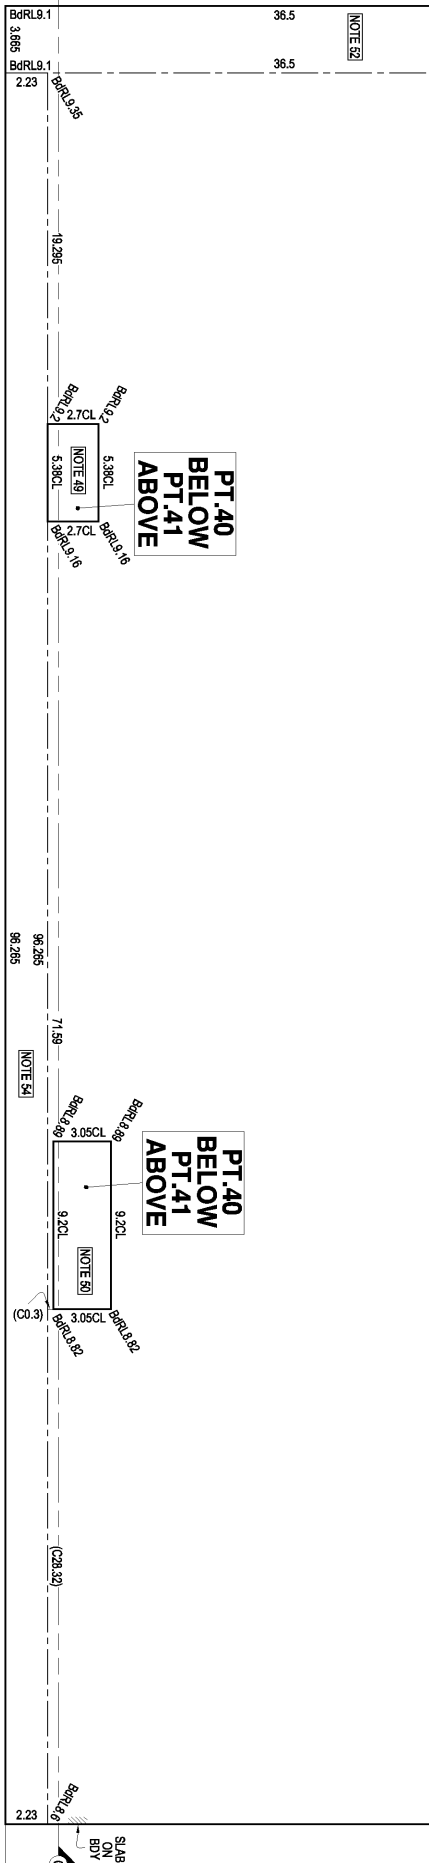 BdRL9.1
36.5
NOTE 52
3.665
BdRL9.1
36.5
2.23
BdRL9.35
19.295
BdRL9.2
BdRL9.2
2.7CL
5.38CL
NOTE 49
5.38CL
2.7CL
BdRL9.16
BdRL9.16
PT.40
BELOW
PT.41
ABOVE
96.265
96.265
71.59
NOTE 54
BdRL8.89
BdRL8.89
3.05CL
9.2CL
9.2CL
NOTE 50
3.05CL
(C0.3)
BdRL8.82
BdRL8.82
PT.40
BELOW
PT.41
ABOVE
(C28.32)
BdRL8.6
2.23
SLAB
ON
BDY